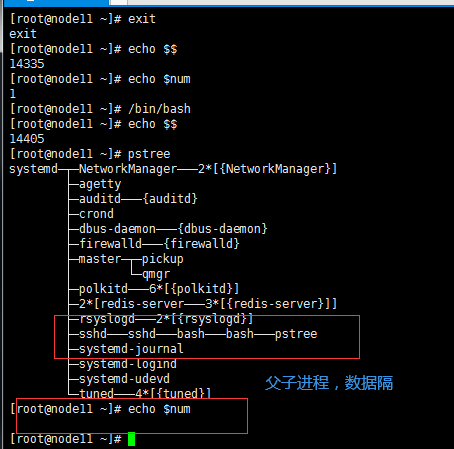 [root@node11 ~]# exit
exit
[root@node11 ~]# echo $$
14335
[root@node11 ~]# echo $num
1
[root@node11 ~]# /bin/bash
[root@node11 ~]# echo $$
14405
[root@node11 ~]# pstree
systemd─┬─NetworkManager───2*[{NetworkManager}]
├─agetty
├─auditd───{auditd}
├─crond
├─dbus-daemon───{dbus-daemon}
├─firewalld───{firewalld}
├─master─┬─pickup
│        └─qmgr
├─polkitd───6*[{polkitd}]
├─2*[redis-server───3*[{redis-server}]]
├─rsyslogd───2*[{rsyslogd}]
├─sshd───sshd───bash───bash───pstree
├─systemd-journal
├─systemd-logind
├─systemd-udevd
└─tuned───4*[{tuned}]
父子进程，数据隔
[root@node11 ~]# echo $num
[root@node11 ~]#